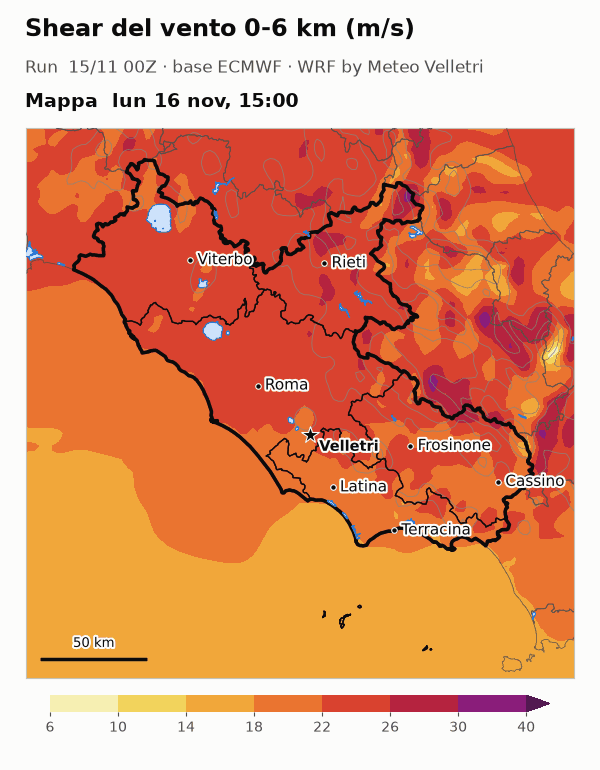 Shear del vento 0-6 km (m/s)
Run  15/11 00Z · base ECMWF · WRF by Meteo Velletri
Mappa  lun 16 nov, 15:00
Viterbo
Rieti
Roma
Velletri
Frosinone
Cassino
Latina
Terracina
50 km
6 10 14 18 22 26 30 40